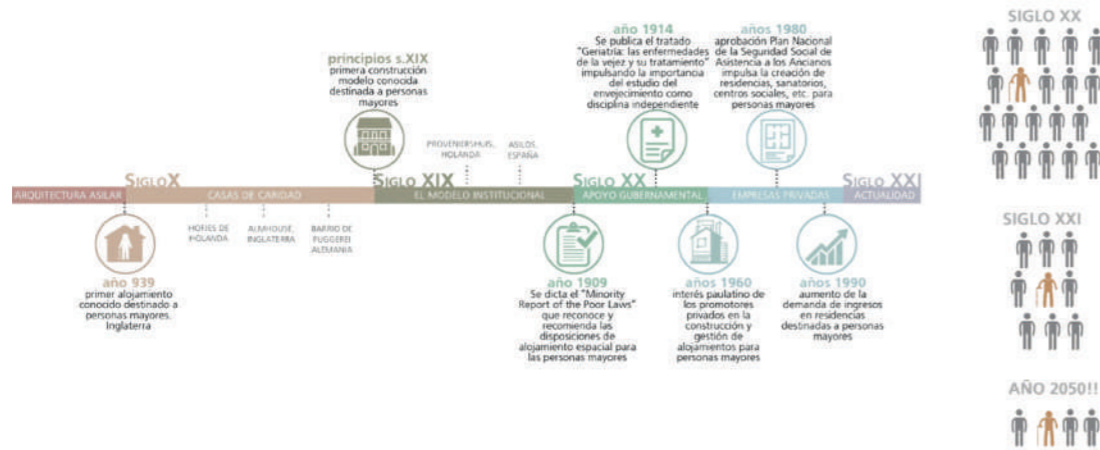 SIGLO XX
año 1914
Se publica el tratado
"Geriatría: las enfermedades
de la vejez y su tratamiento"
impulsando la importancia
del estudio del
envejecimiento como
disciplina independiente
años 1980
aprobación Plan Nacional
de la Seguridad Social de
Asistencia a los Ancianos
impulsa la creación de
residencias, sanatorios,
centros sociales, etc. para
personas mayores
principios s.XIX
primera construcción
modelo conocida
destinada a personas
mayores
PROVENIERSHUIS,
HOLANDA
ASILOS,
ESPAÑA
SIGLO X
SIGLO XIX
SIGLO XX
SIGLO XXI
ARQUITECTURA ASILAR
CASAS DE CARIDAD
EL MODELO INSTITUCIONAL
APOYO GUBERNAMENTAL
EMPRESAS PRIVADAS
ACTUALIDAD
HOFJES DE
HOLANDA
ALMHOUSE,
INGLATERRA
BARRIO DE
FUGGEREI
ALEMANIA
año 939
primer alojamiento
conocido destinado a
personas mayores.
Inglaterra
año 1909
Se dicta el "Minority
Report of the Poor Laws"
que reconoce y
recomienda las
disposiciones de
alojamiento espacial para
las personas mayores
años 1960
interés paulatino de
los promotores
privados en la
construcción y
gestión de
alojamientos para
personas mayores
años 1990
aumento de la
demanda de ingresos
en residencias
destinadas a personas
mayores
SIGLO XXI
AÑO 2050!!